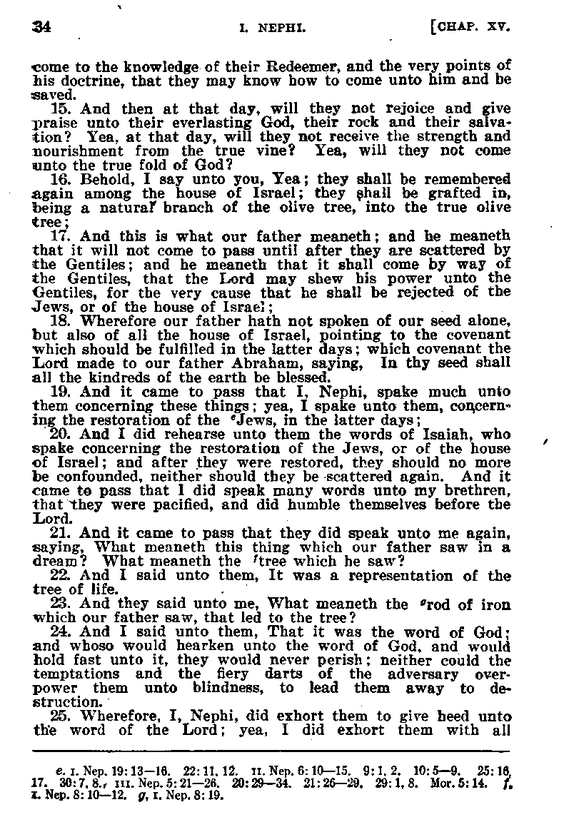 34 I. NEPHI. [CHAP. XV.
come to the knowledge of their Redeemer, and the very points of
his doctrine, that they may know how to come unto him and be
saved.
15. And then at that day, will they not rejoice and give
praise unto their everlasting God, their rock and their salva-
tion? Yea, at that day, will they not receive the strength and
nourishment from the true vine? Yea, will they not come
unto the true fold of God?
16. Behold, I say unto you, Yea; they shall be remembered
again among the house of Israel; they shall be grafted in,
being a natural branch of the olive tree, into the true olive
tree;
17. And this is what our father meaneth; and he meaneth
that it will not come to pass until after they are scattered by
the Gentiles; and he meaneth that it shall come by way of
the Gentiles, that the Lord may shew his power unto the
Gentiles, for the very cause that he shall be rejected of the
Jews, or of the house of Israel;
18. Wherefore our father hath not spoken of our seed alone,
but also of all the house of Israel, pointing to the covenant
which should be fulfilled in the latter days; which covenant the
Lord made to our father Abraham, saying, In thy seed shall
all the kindreds of the earth be blessed.
19. And it came to pass that I, Nephi, spake much unto
them concerning these things; yea, I spake unto them, concern-
ing the restoration of the eJews, in the latter days;
20. And I did rehearse unto them the words of Isaiah, who
spake concerning the restoration of the Jews, or of the house
of Israel; and after they were restored, they should no more
be confounded, neither should they be scattered again. And it
came to pass that I did speak many words unto my brethren,
that they were pacified, and did humble themselves before the
Lord.
21. And it came to pass that they did speak unto me again,
saying, What meaneth this thing which our father saw in a
dream? What meaneth the ftree which he saw?
22. And I said unto them, It was a representation of the
tree of life.
23. And they said unto me, What meaneth the grod of iron
which our father saw, that led to the tree?
24. And I said unto them, That it was the word of God;
and whoso would hearken unto the word of God, and would
hold fast unto it, they would never perish; neither could the
temptations and the fiery darts of the adversary over-
power them unto blindness, to lead them away to de-
struction.
25. Wherefore, I, Nephi, did exhort them to give heed unto
the word of the Lord; yea, I did exhort them with all
e. I. Nep. 19:13—16. 22:11, 12. II. Nep. 6:10—15. 9:1, 2. 10:5—9. 25:16,
17. 30:7, 8. III. Nep. 5:21—26. 20:29—34. 21:26—29. 29:1, 8. Mor. 5:14. f.
I. Nep. 8:10—12. g, I. Nep. 8:19.